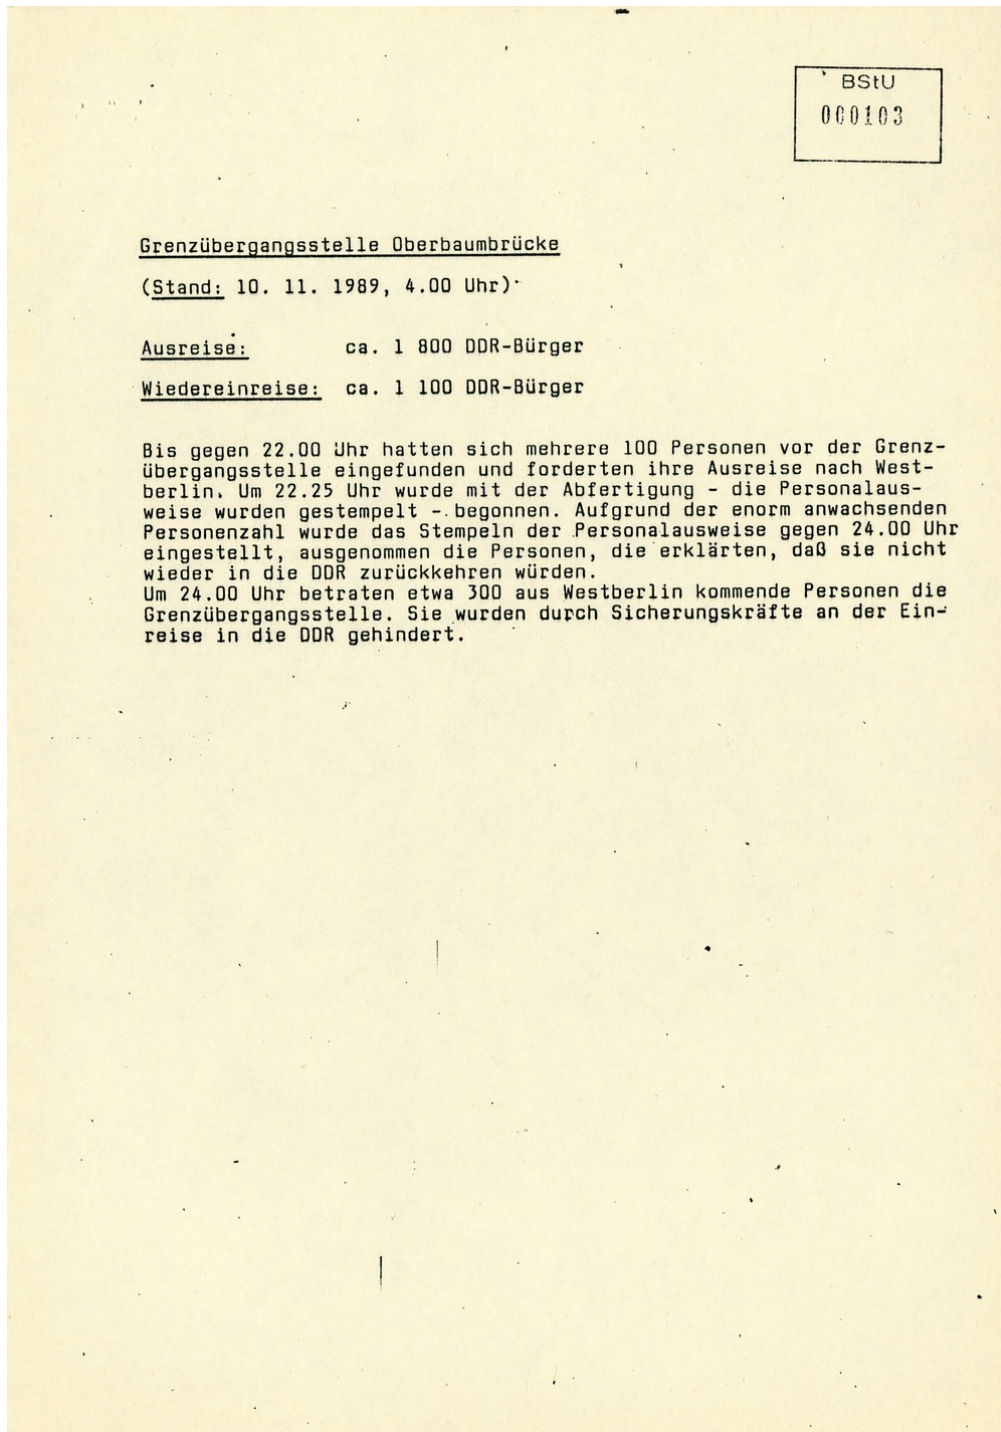 BStU
000103
Grenzübergangsstelle Oberbaumbrücke
(Stand: 10. 11. 1989, 4.00 Uhr)
Ausreise: ca. 1 800 DDR-Bürger
Wiedereinreise: ca. 1 100 DDR-Bürger
Bis gegen 22.00 Uhr hatten sich mehrere 100 Personen vor der Grenz-
übergangsstelle eingefunden und forderten ihre Ausreise nach West-
berlin. Um 22.25 Uhr wurde mit der Abfertigung - die Personalaus-
weise wurden gestempelt - begonnen. Aufgrund der enorm anwachsenden
Personenzahl wurde das Stempeln der Personalausweise gegen 24.00 Uhr
eingestellt, ausgenommen die Personen, die erklärten, daß sie nicht
wieder in die DDR zurückkehren würden.
Um 24.00 Uhr betraten etwa 300 aus Westberlin kommende Personen die
Grenzübergangsstelle. Sie wurden durch Sicherungskräfte an der Ein-
reise in die DDR gehindert.